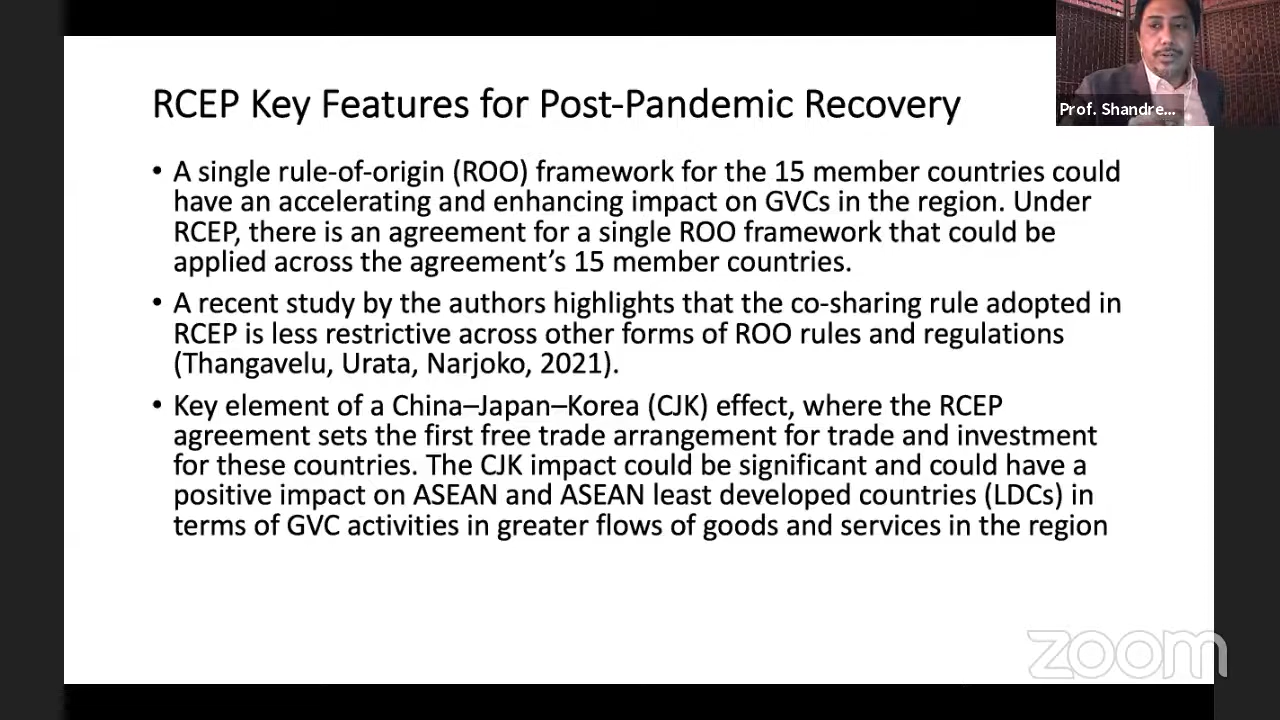 RCEP Key Features for Post-Pandemic Recovery
Prof. Shandre...
• A single rule-of-origin (ROO) framework for the 15 member countries could
have an accelerating and enhancing impact on GVCs in the region. Under
RCEP, there is an agreement for a single ROO framework that could be
applied across the agreement’s 15 member countries.
• A recent study by the authors highlights that the co-sharing rule adopted in
RCEP is less restrictive across other forms of ROO rules and regulations
(Thangavelu, Urata, Narjoko, 2021).
• Key element of a China–Japan–Korea (CJK) effect, where the RCEP
agreement sets the first free trade arrangement for trade and investment
for these countries. The CJK impact could be significant and could have a
positive impact on ASEAN and ASEAN least developed countries (LDCs) in
terms of GVC activities in greater flows of goods and services in the region
zoom